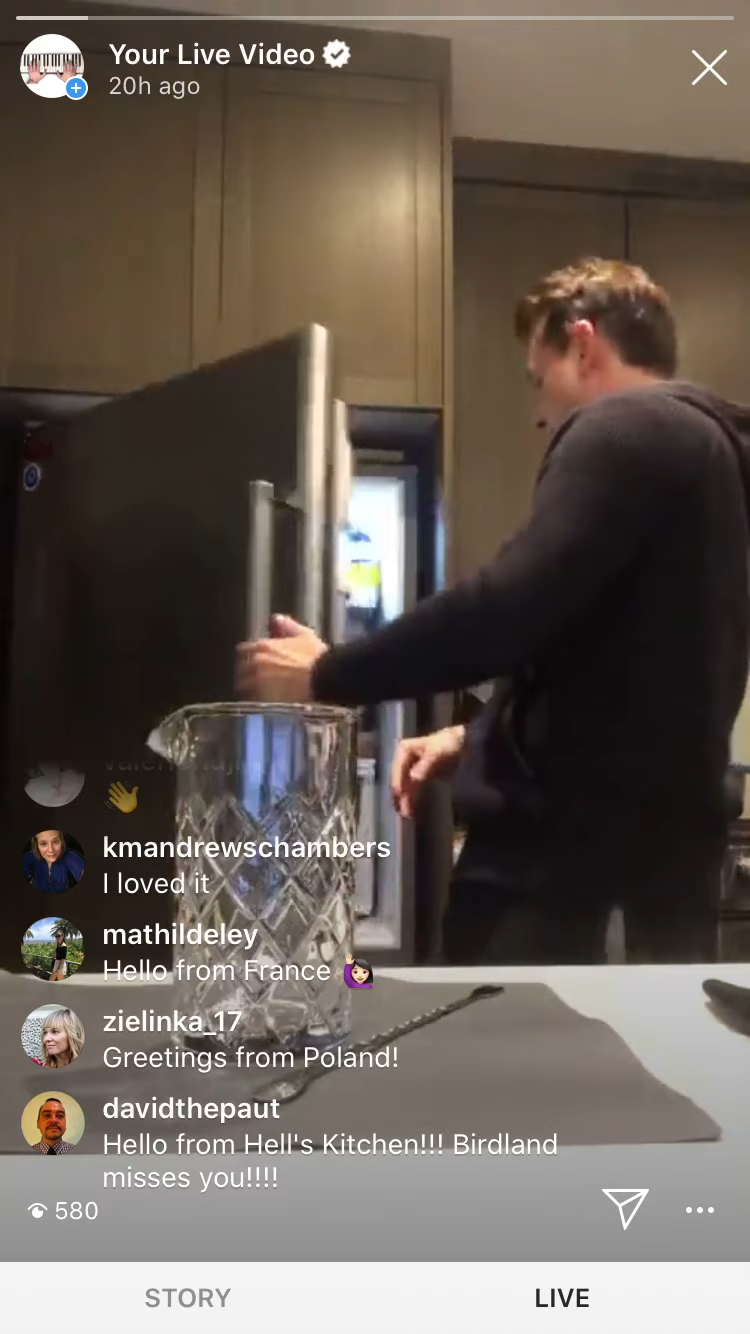 Your Live Video
20h ago
kmandrewschambers
I loved it
mathildeley
Hello from France 🙋🏻‍♀️
zielinka_17
Greetings from Poland!
davidthepaut
Hello from Hell's Kitchen!!! Birdland
misses you!!!!
580
STORY
LIVE